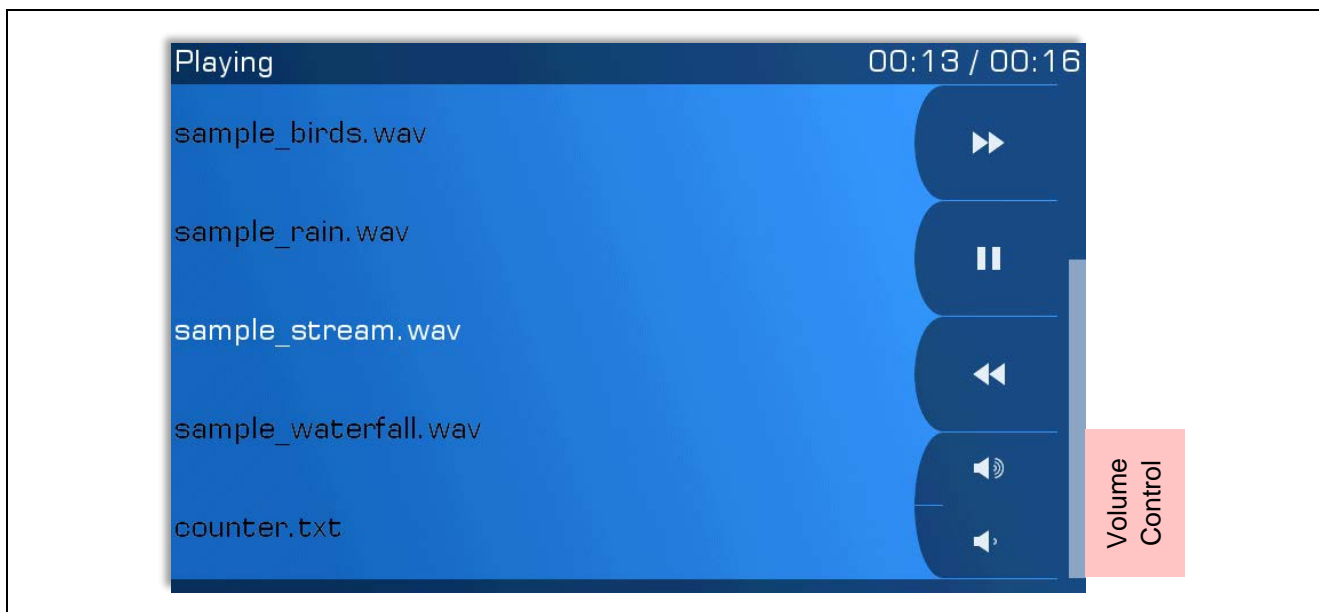 Playing 00:13 / 00:16
sample_birds.wav
sample_rain.wav
sample_stream.wav
sample_waterfall.wav
counter.txt
Volume
Control